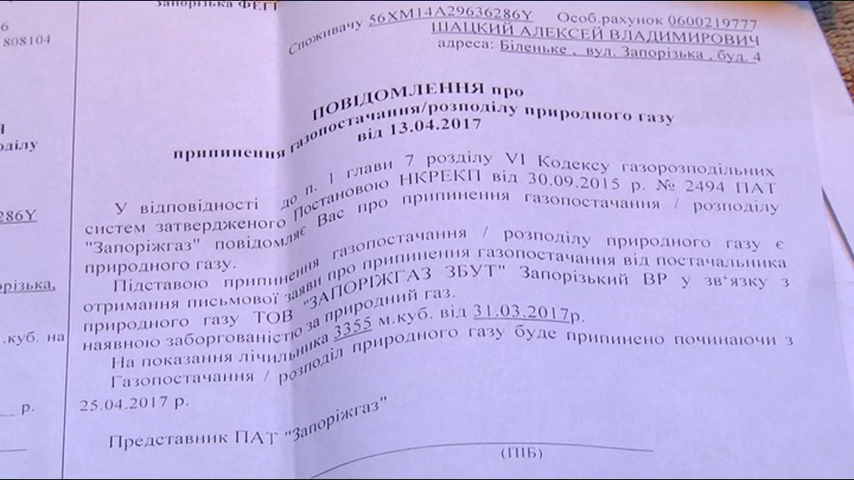 6
808104
Запорізька
Споживачу 56XM14A29636286Y Особ.рахунок 0600219777
ШАЦКИЙ АЛЕКСЕЙ ВЛАДИМИРОВИЧ
адреса: Біленьке , вул. Запорізька , буд. 4
ПОВІДОМЛЕННЯ про
припинення газопостачання/розподілу природного газу
від 13.04.2017
У відповідності до п. 1 глави 7 розділу VI Кодексу газорозподільних
систем затвердженого Постановою НКРЕКП від 30.09.2015 р. № 2494 ПАТ
"Запоріжгаз" повідомляє Вас про припинення газопостачання / розподілу
природного газу.
Підставою припинення газопостачання / розподілу природного газу є
отримання письмової заяви про припинення газопостачання від постачальника
природного газу ТОВ "ЗАПОРІЖГАЗ ЗБУТ" Запорізький ВР у зв'язку з
наявною заборгованістю за природний газ.
На показання лічильника 3355 м.куб. від 31.03.2017р.
Газопостачання / розподіл природного газу буде припинено починаючи з
25.04.2017 р.
Представник ПАТ "Запоріжгаз"
(ПІБ)
286Y
.куб. на
р.